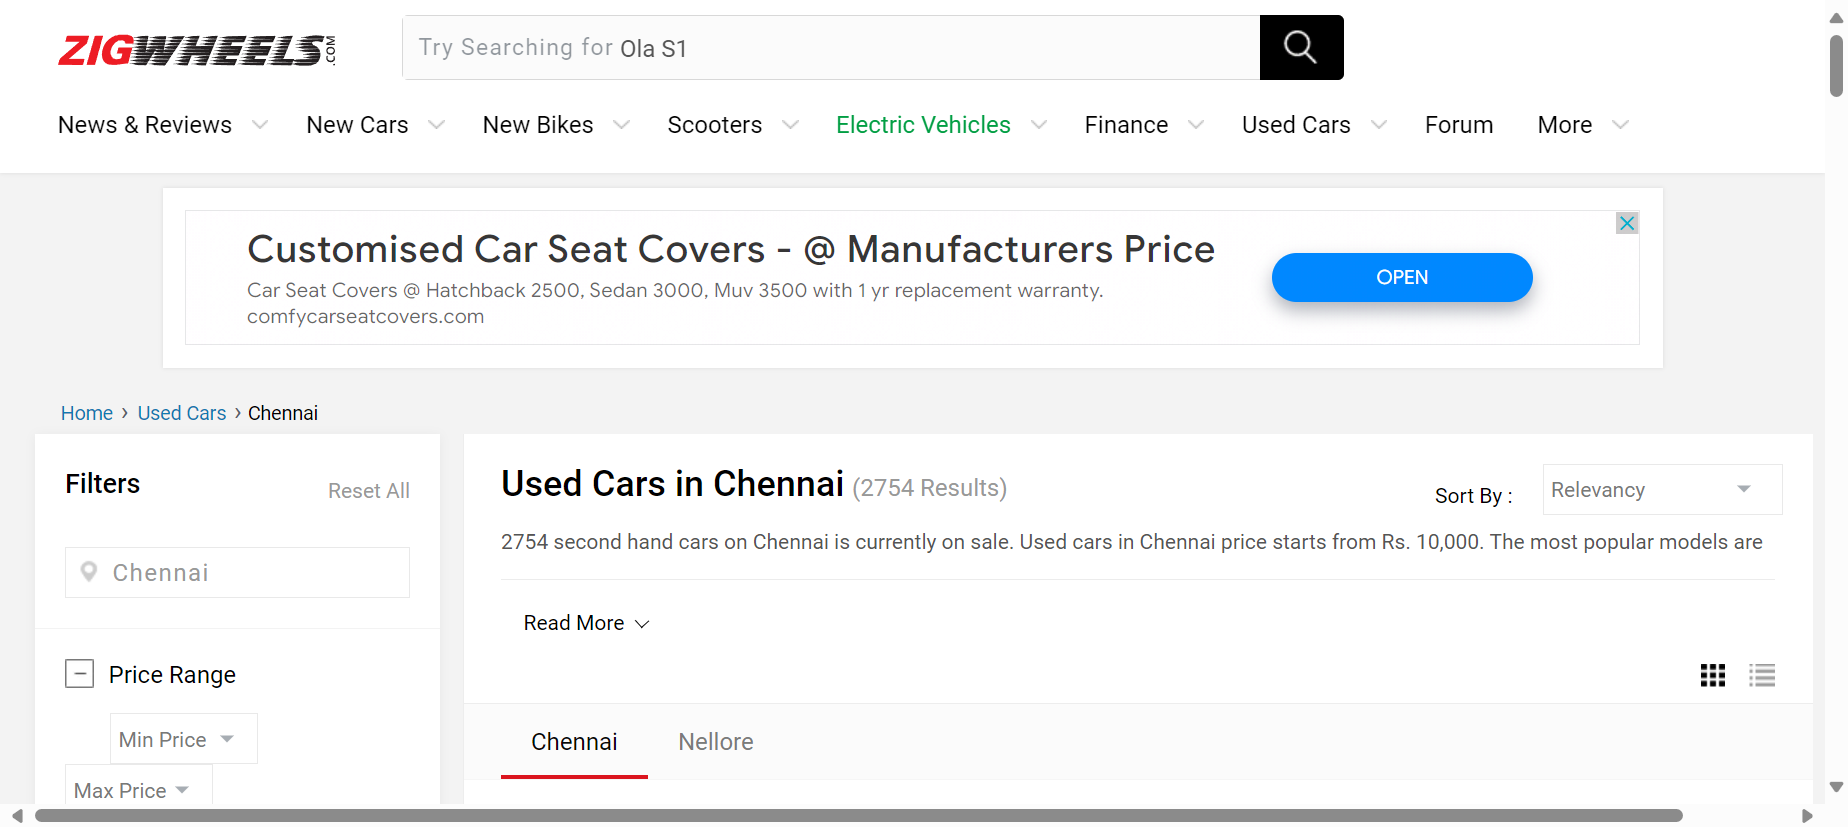 ZIGWHEELS.COM
Try Searching for Ola S1
News & Reviews New Cars New Bikes Scooters Electric Vehicles Finance Used Cars Forum More
Customised Car Seat Covers - @ Manufacturers Price
Car Seat Covers @ Hatchback 2500, Sedan 3000, Muv 3500 with 1 yr replacement warranty.
comfycarseatcovers.com
OPEN
Home › Used Cars › Chennai
Filters
Reset All
Chennai
Price Range
Min Price
Max Price
Used Cars in Chennai (2754 Results)
Sort By :
Relevancy
2754 second hand cars on Chennai is currently on sale. Used cars in Chennai price starts from Rs. 10,000. The most popular models are
Read More
Chennai Nellore